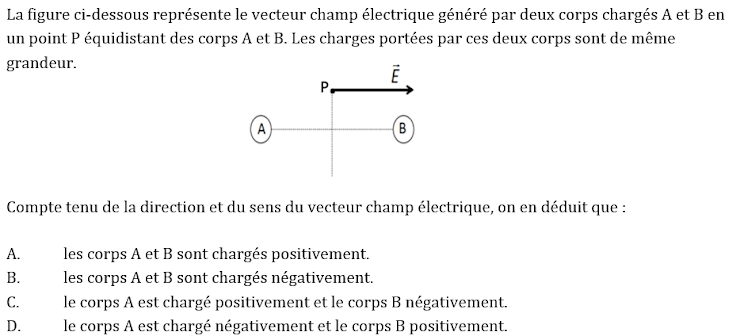 La figure ci-dessous représente le vecteur champ électrique généré par deux corps chargés A et B en
un point P équidistant des corps A et B. Les charges portées par ces deux corps sont de même
grandeur.
P E⃗
A B
Compte tenu de la direction et du sens du vecteur champ électrique, on en déduit que :
A. les corps A et B sont chargés positivement.
B. les corps A et B sont chargés négativement.
C. le corps A est chargé positivement et le corps B négativement.
D. le corps A est chargé négativement et le corps B positivement.